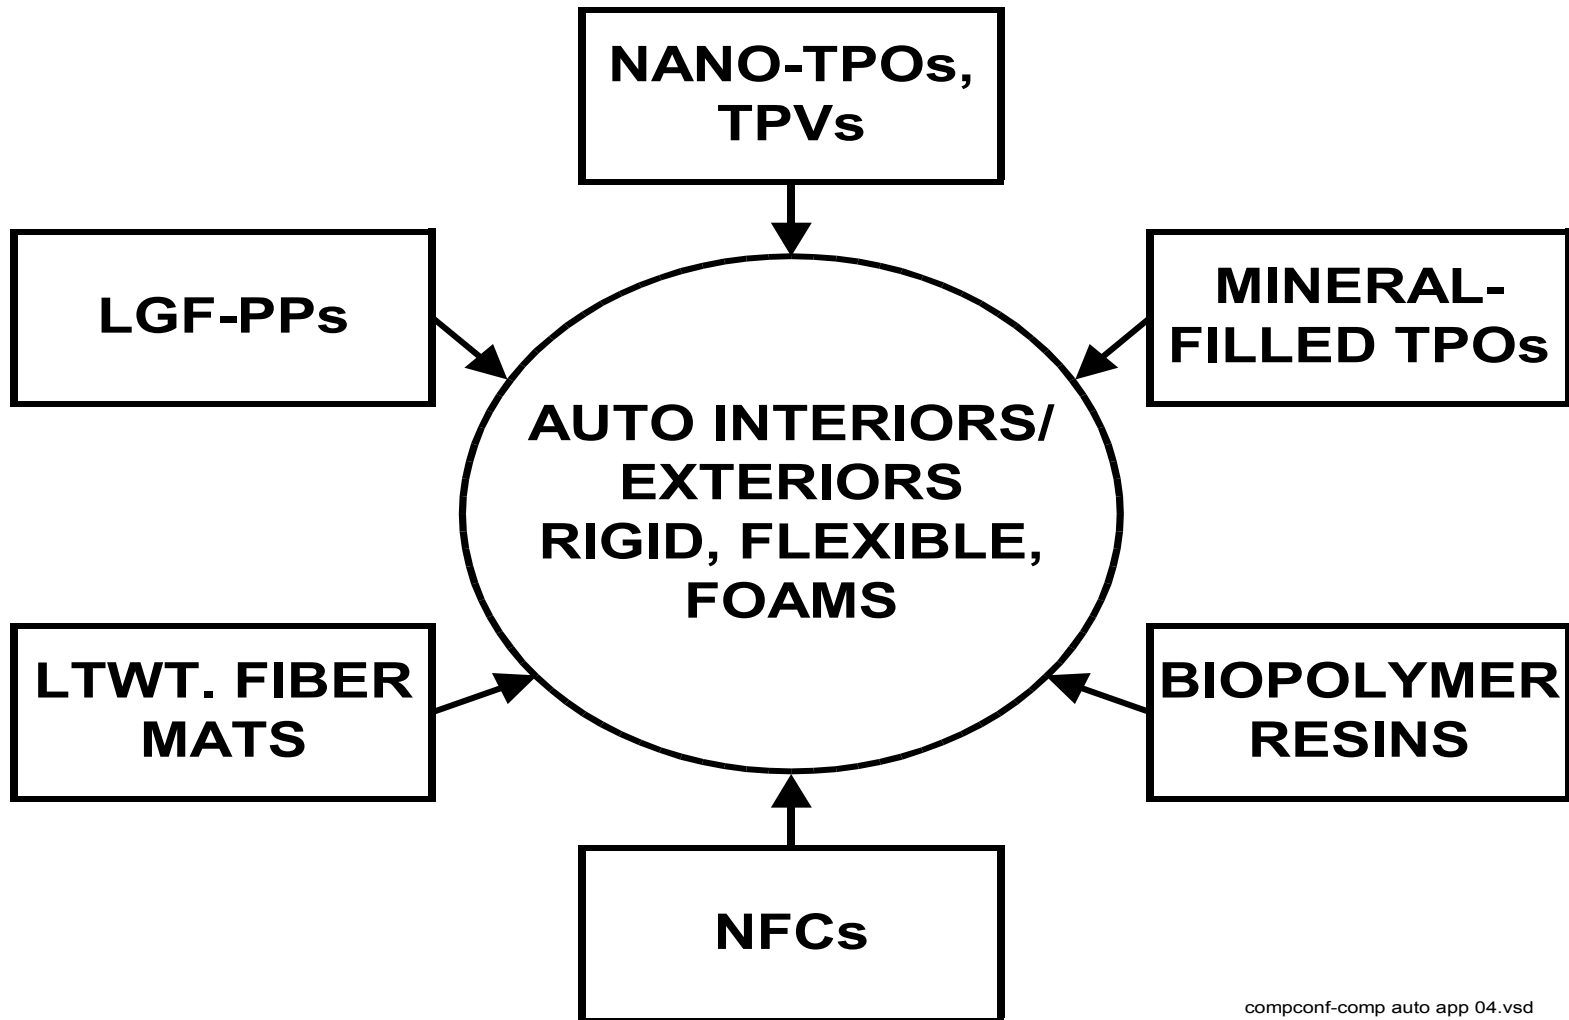 NANO-TPOs,
TPVs
LGF-PPs
MINERAL-
FILLED TPOs
AUTO INTERIORS/
EXTERIORS
RIGID, FLEXIBLE,
FOAMS
LTWT. FIBER
MATS
BIOPOLYMER
RESINS
NFCs
compconf-comp auto app 04.vsd